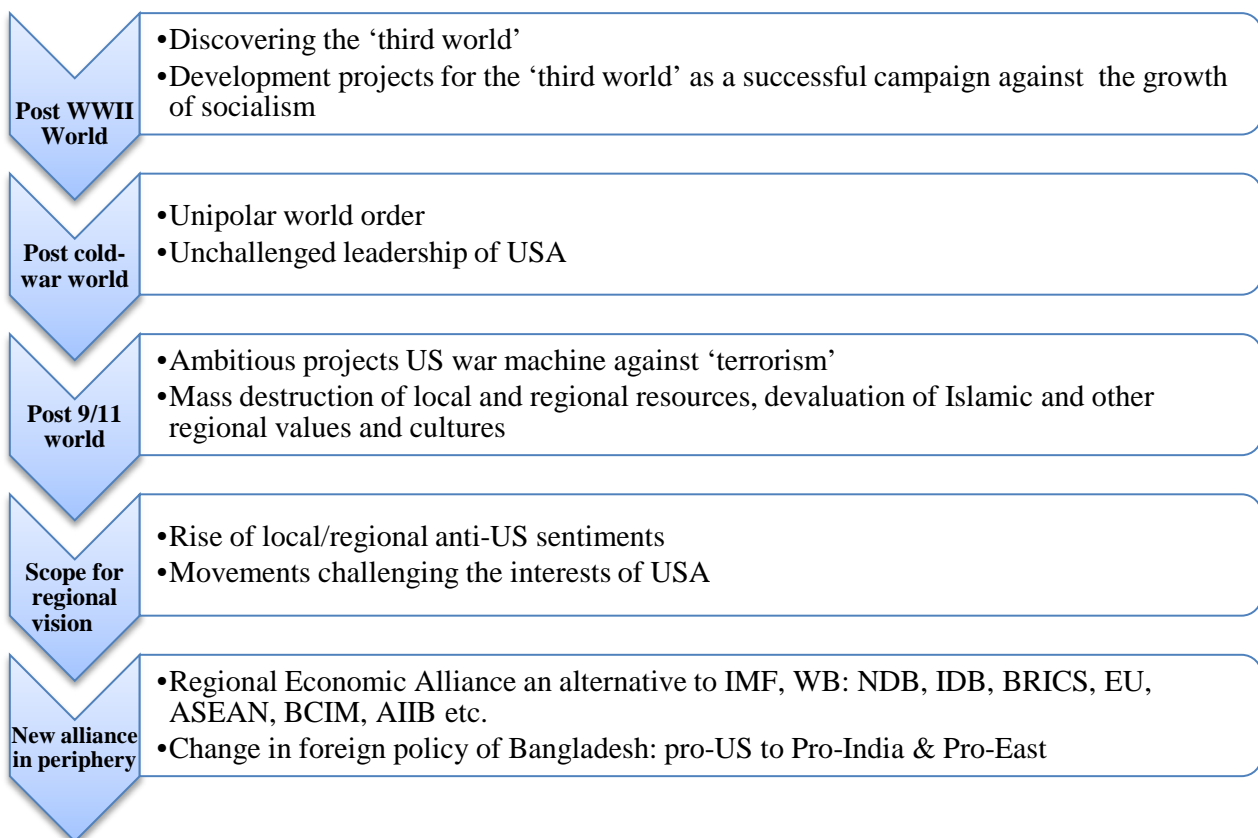 Post WWII
World
•Discovering the ‘third world’
•Development projects for the ‘third world’ as a successful campaign against the growth
of socialism
Post cold-
war world
•Unipolar world order
•Unchallenged leadership of USA
Post 9/11
world
•Ambitious projects US war machine against ‘terrorism’
•Mass destruction of local and regional resources, devaluation of Islamic and other
regional values and cultures
Scope for
regional
vision
•Rise of local/regional anti-US sentiments
•Movements challenging the interests of USA
New alliance
in periphery
•Regional Economic Alliance an alternative to IMF, WB: NDB, IDB, BRICS, EU,
ASEAN, BCIM, AIIB etc.
•Change in foreign policy of Bangladesh: pro-US to Pro-India & Pro-East